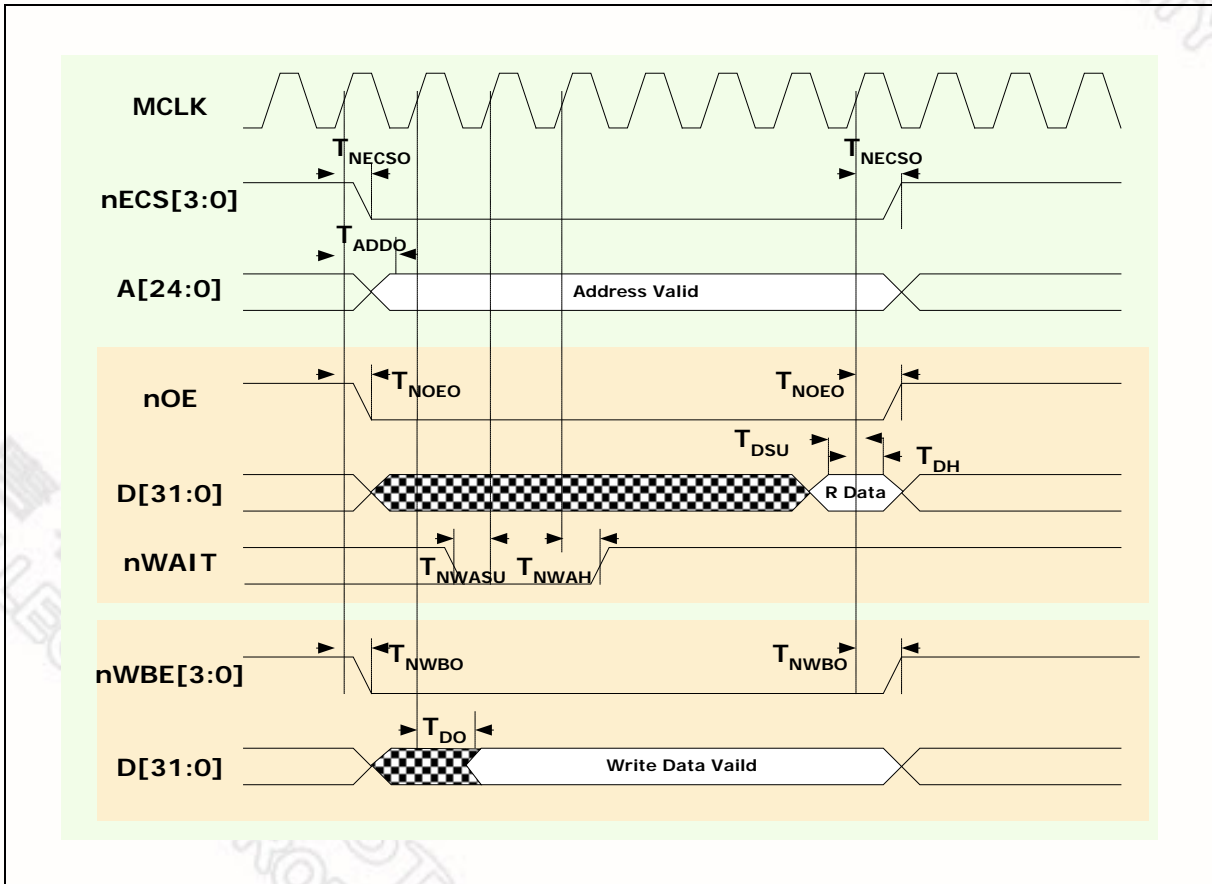 MCLK
TNECSO
TNECSO
nECS[3:0]
TADDO
A[24:0]
Address Valid
nOE
TNOEO
TNOEO
TDSU
TDH
D[31:0]
R Data
nWAIT
TNWASU
TNWAH
nWBE[3:0]
TNWBO
TNWBO
TDO
D[31:0]
Write Data Vaild